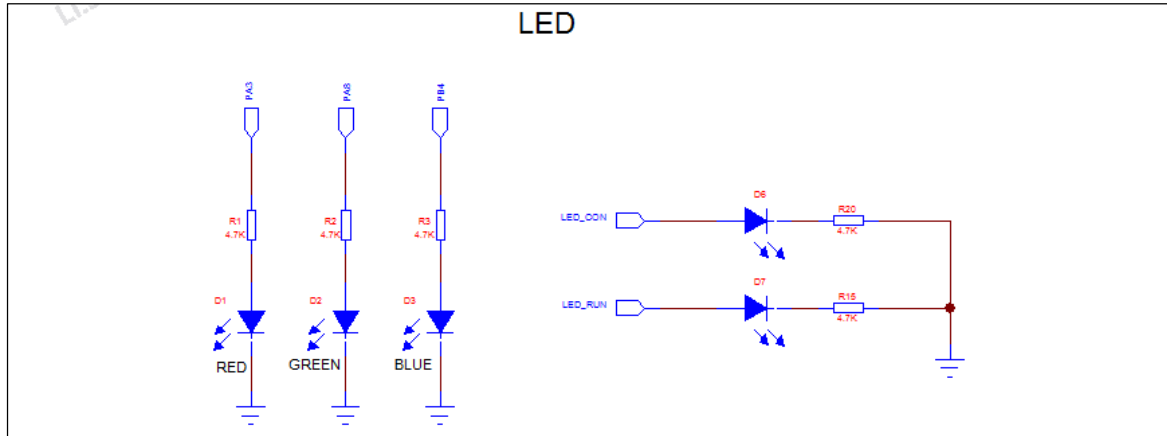 LED
PA3
PA8
PB4
R1
4.7K
R2
4.7K
R3
4.7K
D1
D2
D3
RED
GREEN
BLUE
LED_CON
D6
R20
4.7K
LED_RUN
D7
R15
4.7K